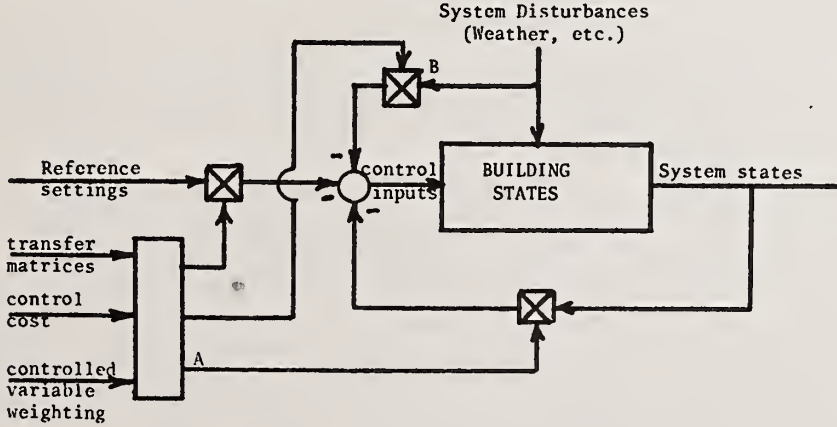 System Disturbances
(Weather, etc.)
B
Reference
settings
-
-
-
control
inputs
BUILDING
STATES
System states
transfer
matrices
control
cost
A
controlled
variable
weighting